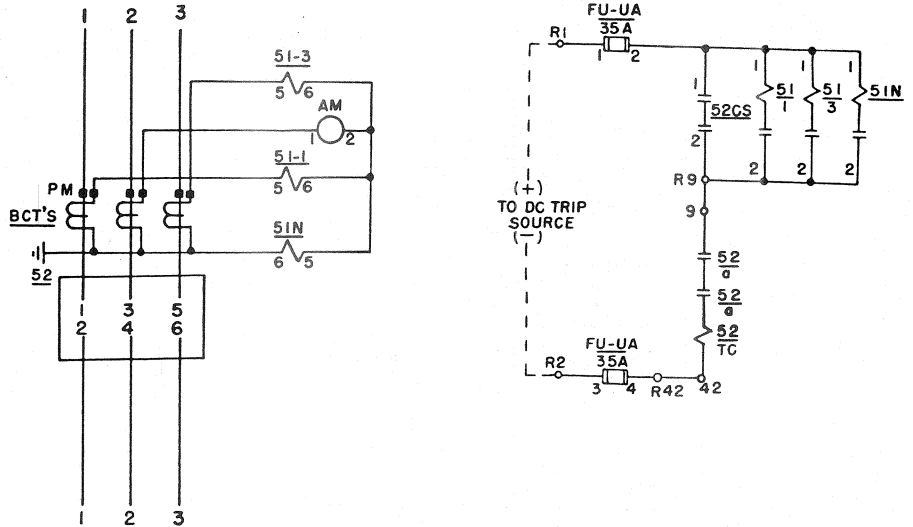 1 2 3
51-3
5 6
AM
1 2
51-1
5 6
PM
BCT'S
51N
6 5
52
1 3 5
2 4 6
1 2 3
FU-UA
35A
R1
1 2
1 1 1 1
52CS
51
1
51
3
51N
2 2 2 2
R9
9
(+)
TO DC TRIP
SOURCE
(-)
52
a
52
a
52
TC
FU-UA
35A
R2
3 4 R42 42